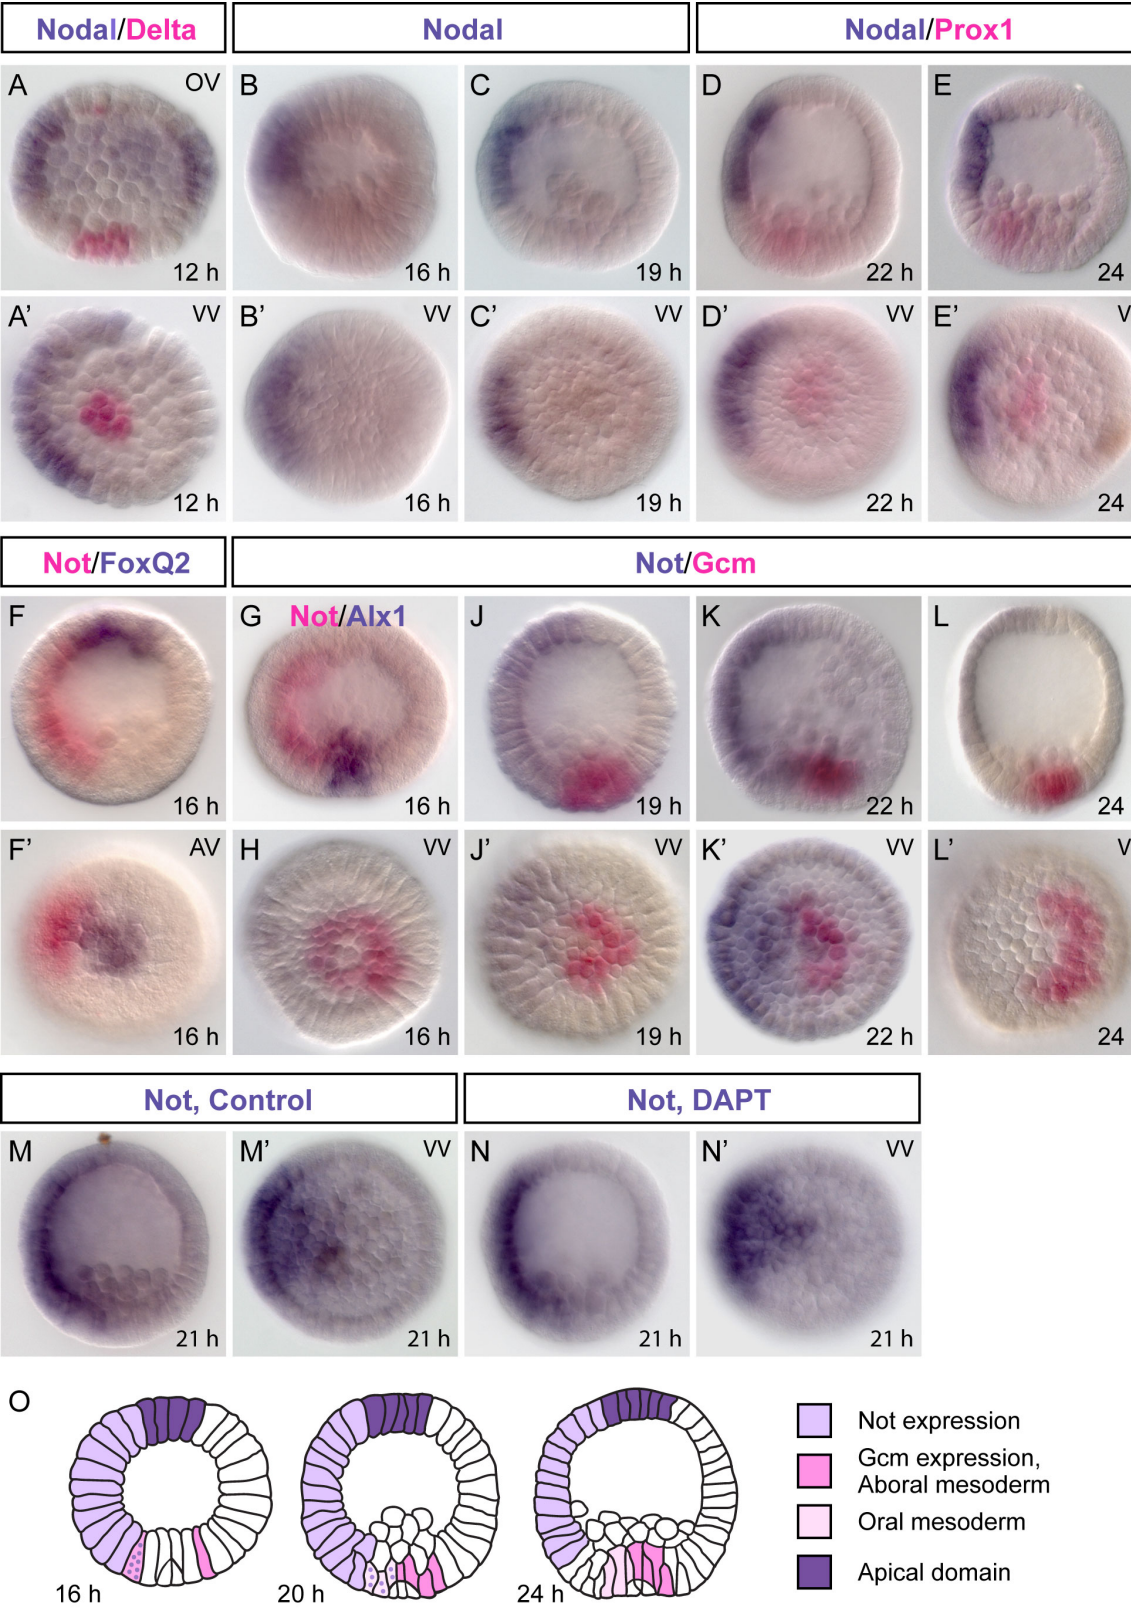 Nodal/Delta
Nodal
Nodal/Prox1
A OV 12 h
B 16 h
C 19 h
D 22 h
E 24
A' VV 12 h
B' VV 16 h
C' VV 19 h
D' VV 22 h
E' 24
Not/FoxQ2
Not/Gcm
F 16 h
G Not/Alx1 16 h
J 19 h
K 22 h
L 24
F' AV 16 h
H VV 16 h
J' VV 19 h
K' VV 22 h
L' 24
Not, Control
Not, DAPT
M 21 h
M' VV 21 h
N 21 h
N' VV 21 h
O
16 h
20 h
24 h
Not expression
Gcm expression,
Aboral mesoderm
Oral mesoderm
Apical domain